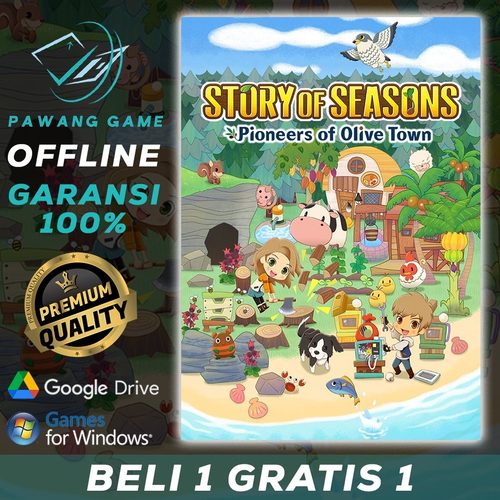 PAWANG GAME
OFFLINE
GARANSI
100%
PREMIUM
QUALITY
Google Drive
Games
for Windows®
STORY OF SEASONS
Pioneers of Olive Town
BELI 1 GRATIS 1